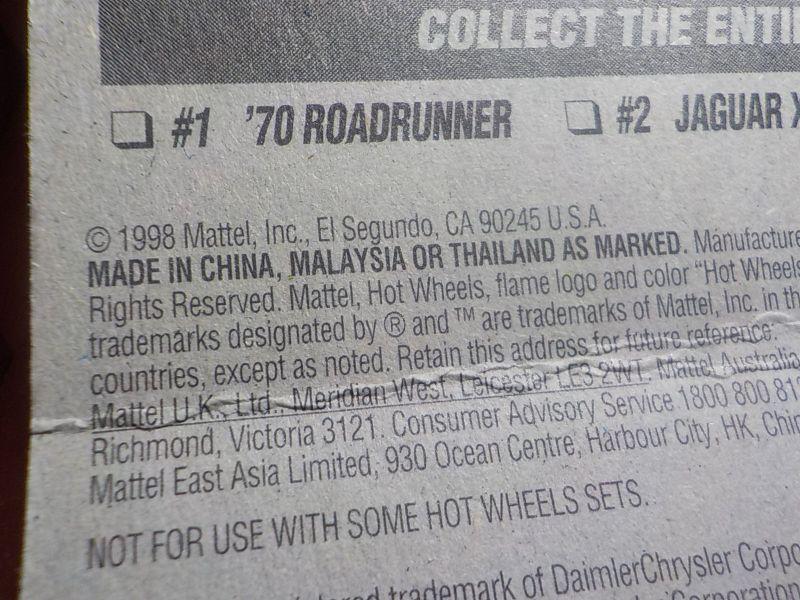 COLLECT THE ENTI
#1 '70 ROADRUNNER #2 JAGUAR X
© 1998 Mattel, Inc., El Segundo, CA 90245 U.S.A.
MADE IN CHINA, MALAYSIA OR THAILAND AS MARKED. Manufacture
Rights Reserved. Mattel, Hot Wheels, flame logo and color "Hot Wheels
trademarks designated by ® and ™ are trademarks of Mattel, Inc. in th
countries, except as noted. Retain this address for future reference:
Mattel U.K., Ltd., Meridian West, Leicester LE3 2WT. Mattel Australia
Richmond, Victoria 3121. Consumer Advisory Service 1800 800 81
Mattel East Asia Limited, 930 Ocean Centre, Harbour City, HK, Chin
NOT FOR USE WITH SOME HOT WHEELS SETS.
trademark of DaimlerChrysler Corpo
Corporation